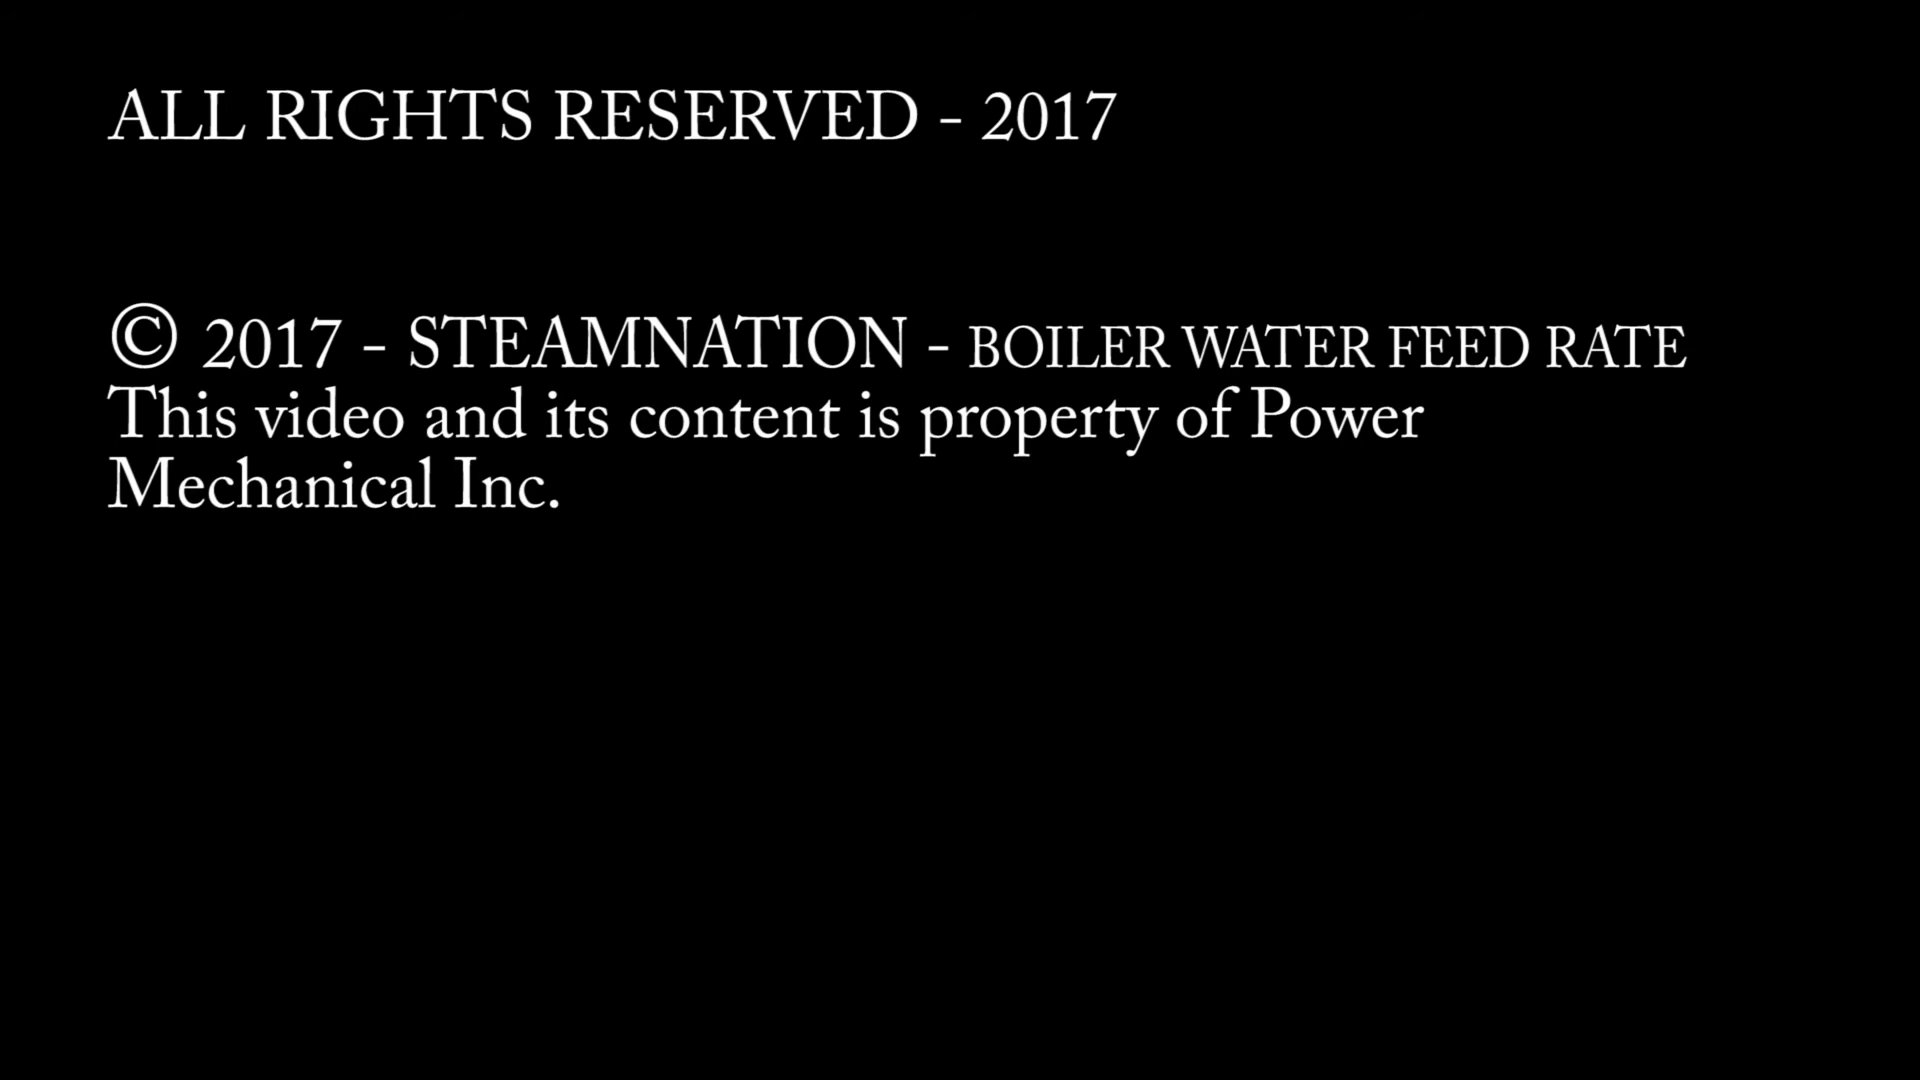 ALL RIGHTS RESERVED - 2017
© 2017 - STEAMNATION - BOILER WATER FEED RATE
This video and its content is property of Power
Mechanical Inc.